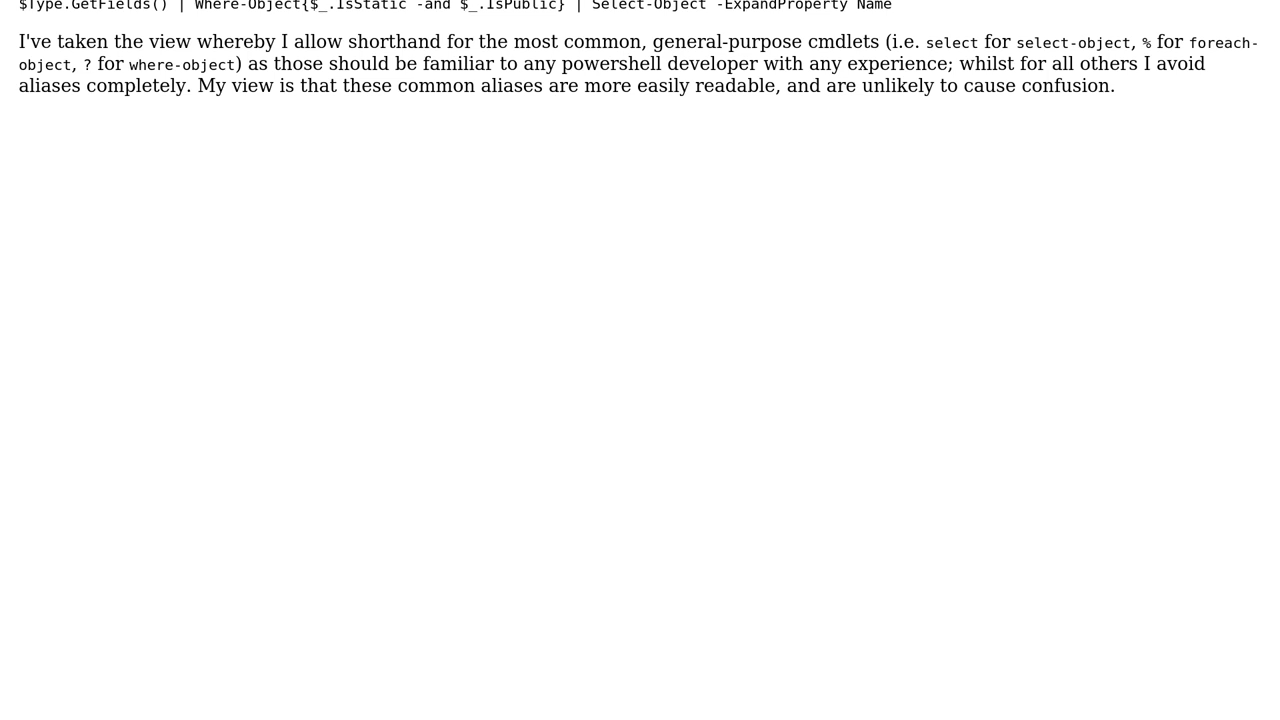 $Type.GetFields() | Where-Object{$_.IsStatic -and $_.IsPublic} | Select-Object -ExpandProperty Name
I've taken the view whereby I allow shorthand for the most common, general-purpose cmdlets (i.e. select for select-object, % for foreach-
object, ? for where-object) as those should be familiar to any powershell developer with any experience; whilst for all others I avoid
aliases completely. My view is that these common aliases are more easily readable, and are unlikely to cause confusion.